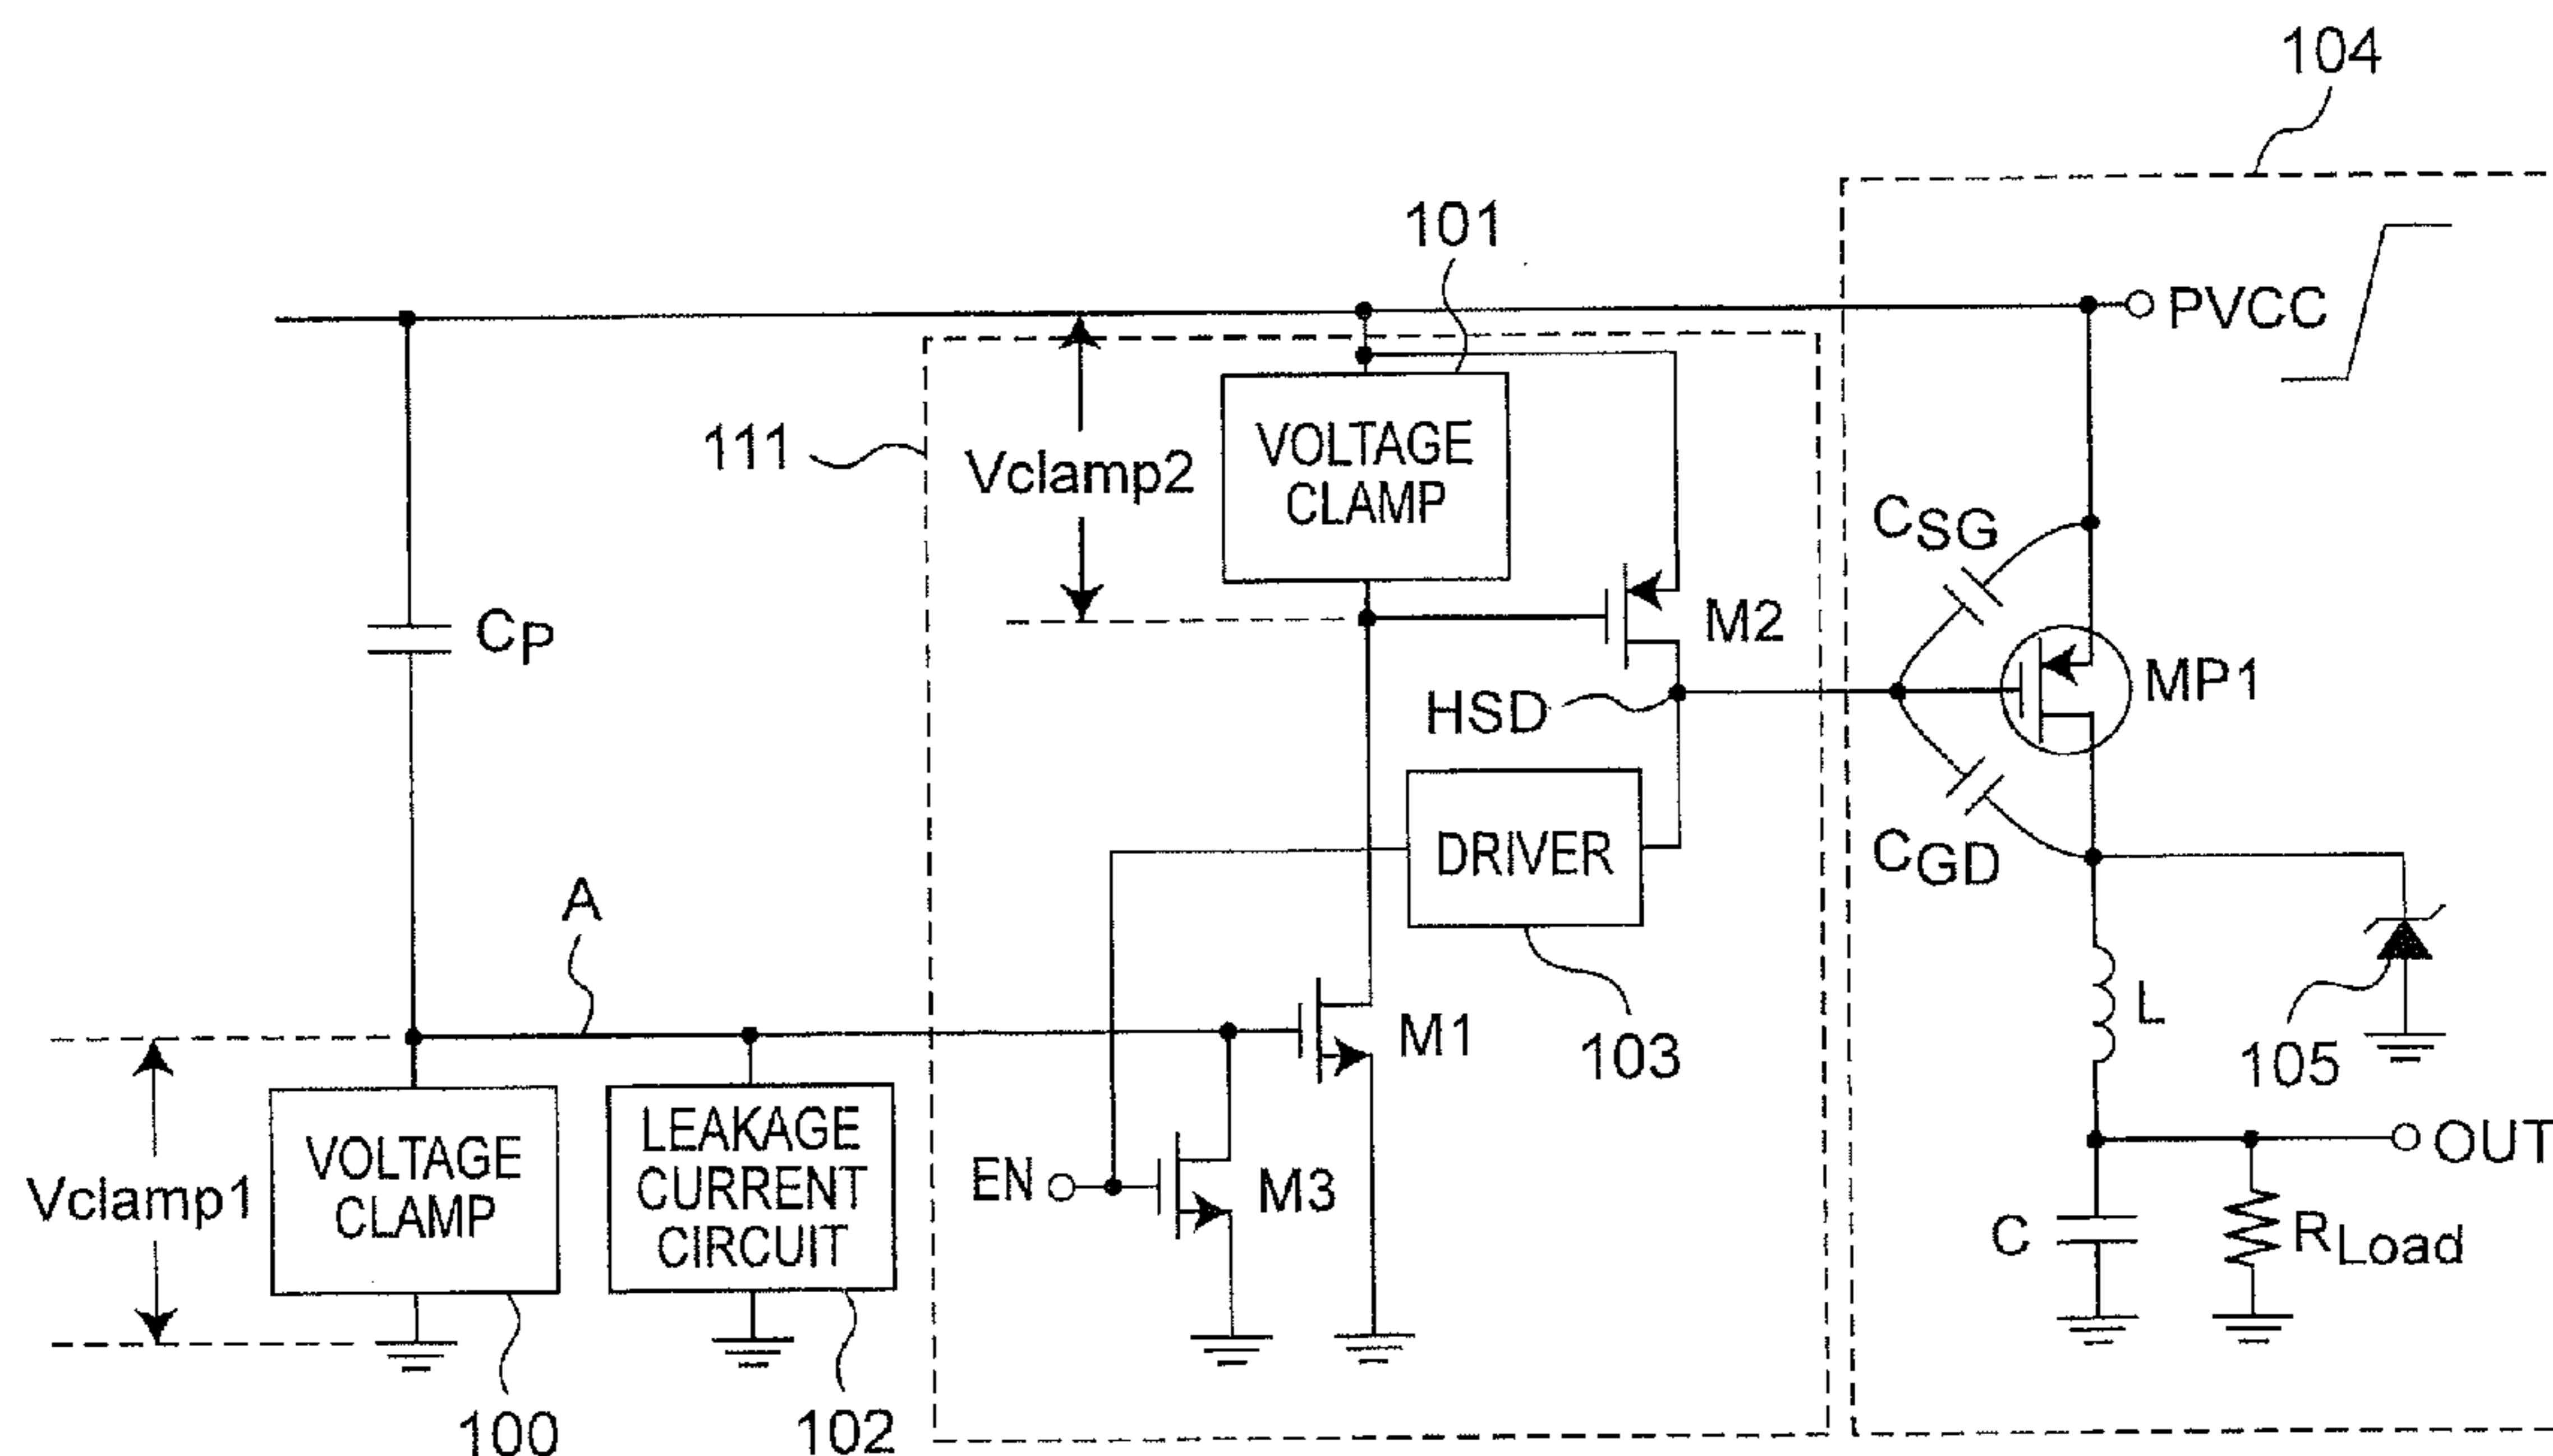 104
101
PVCC
111
Vclamp2
VOLTAGE
CLAMP
CSG
CP
M2
MP1
HSD
DRIVER
CGD
A
M1
103
L
105
Vclamp1
VOLTAGE
CLAMP
LEAKAGE
CURRENT
CIRCUIT
EN
M3
OUT
C
RLoad
100
102